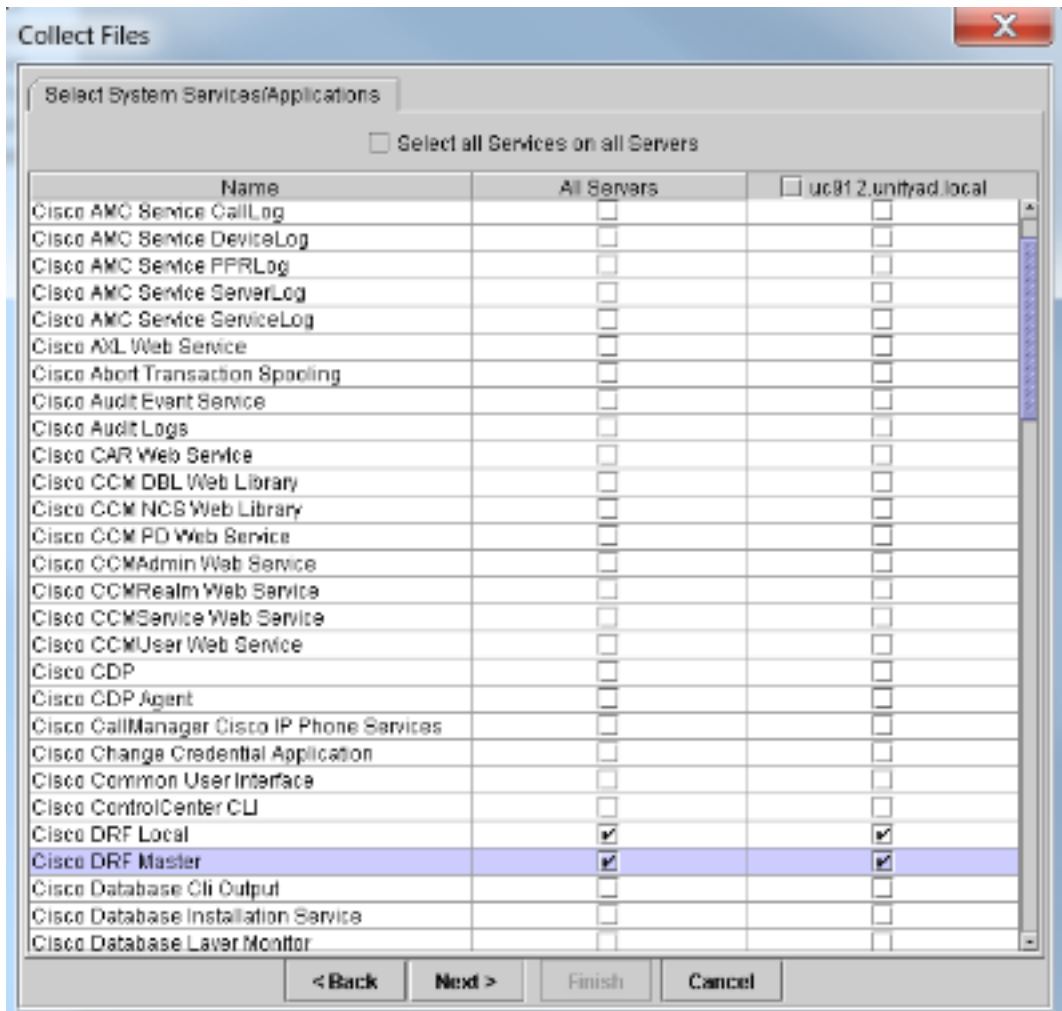 Collect Files
X
Select System Services/Applications
Select all Services on all Servers
Name All Servers uc912.unityad.local
Cisco AMC Service CallLog
Cisco AMC Service DeviceLog
Cisco AMC Service PPRLog
Cisco AMC Service ServerLog
Cisco AMC Service ServiceLog
Cisco AXL Web Service
Cisco Abort Transaction Spooling
Cisco Audit Event Service
Cisco Audit Logs
Cisco CAR Web Service
Cisco CCM DBL Web Library
Cisco CCM NCS Web Library
Cisco CCM PD Web Service
Cisco CCMAdmin Web Service
Cisco CCMRealm Web Service
Cisco CCMService Web Service
Cisco CCMUser Web Service
Cisco CDP
Cisco CDP Agent
Cisco CallManager Cisco IP Phone Services
Cisco Change Credential Application
Cisco Common User Interface
Cisco ControlCenter CLI
Cisco DRF Local
Cisco DRF Master
Cisco Database Cli Output
Cisco Database Installation Service
Cisco Database Layer Monitor
< Back Next > Finish Cancel